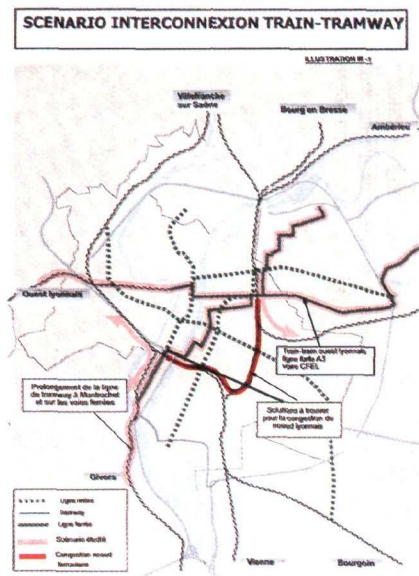 SCENARIO INTERCONNEXION TRAIN-TRAMWAY
ILLUSTRATION III -1
Villefranche
sur Saône
Bourg en Bresse
Ambérieu
Ouest lyonnais
Train-tram ouest lyonnais
ligne forte A3
voire CFEL
Prolongement de la ligne
de tramway à Montrochet
et sur les voies ferrées
Solutions à trouver
pour la congestion du
noeud lyonnais
Givors
Ligne métro
Tramway
Ligne ferrée
Scénario étudié
Congestion noeud
ferroviaire
Vienne
Bourgoin